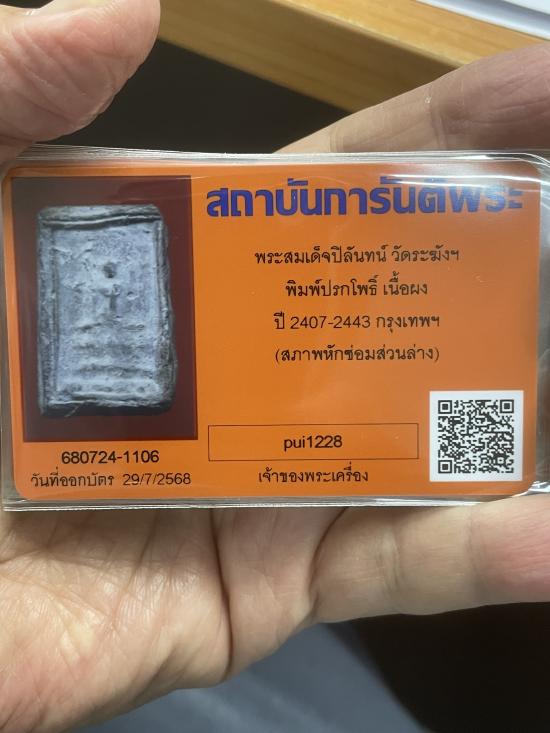 สถาบันการันตีพระ
พระสมเด็จปิลันทน์ วัดระฆังฯ
พิมพ์ปรกโพธิ์ เนื้อผง
ปี 2407-2443 กรุงเทพฯ
(สภาพหักซ่อมส่วนล่าง)
pui1228
เจ้าของพระเครื่อง
680724-1106
วันที่ออกบัตร 29/7/2568